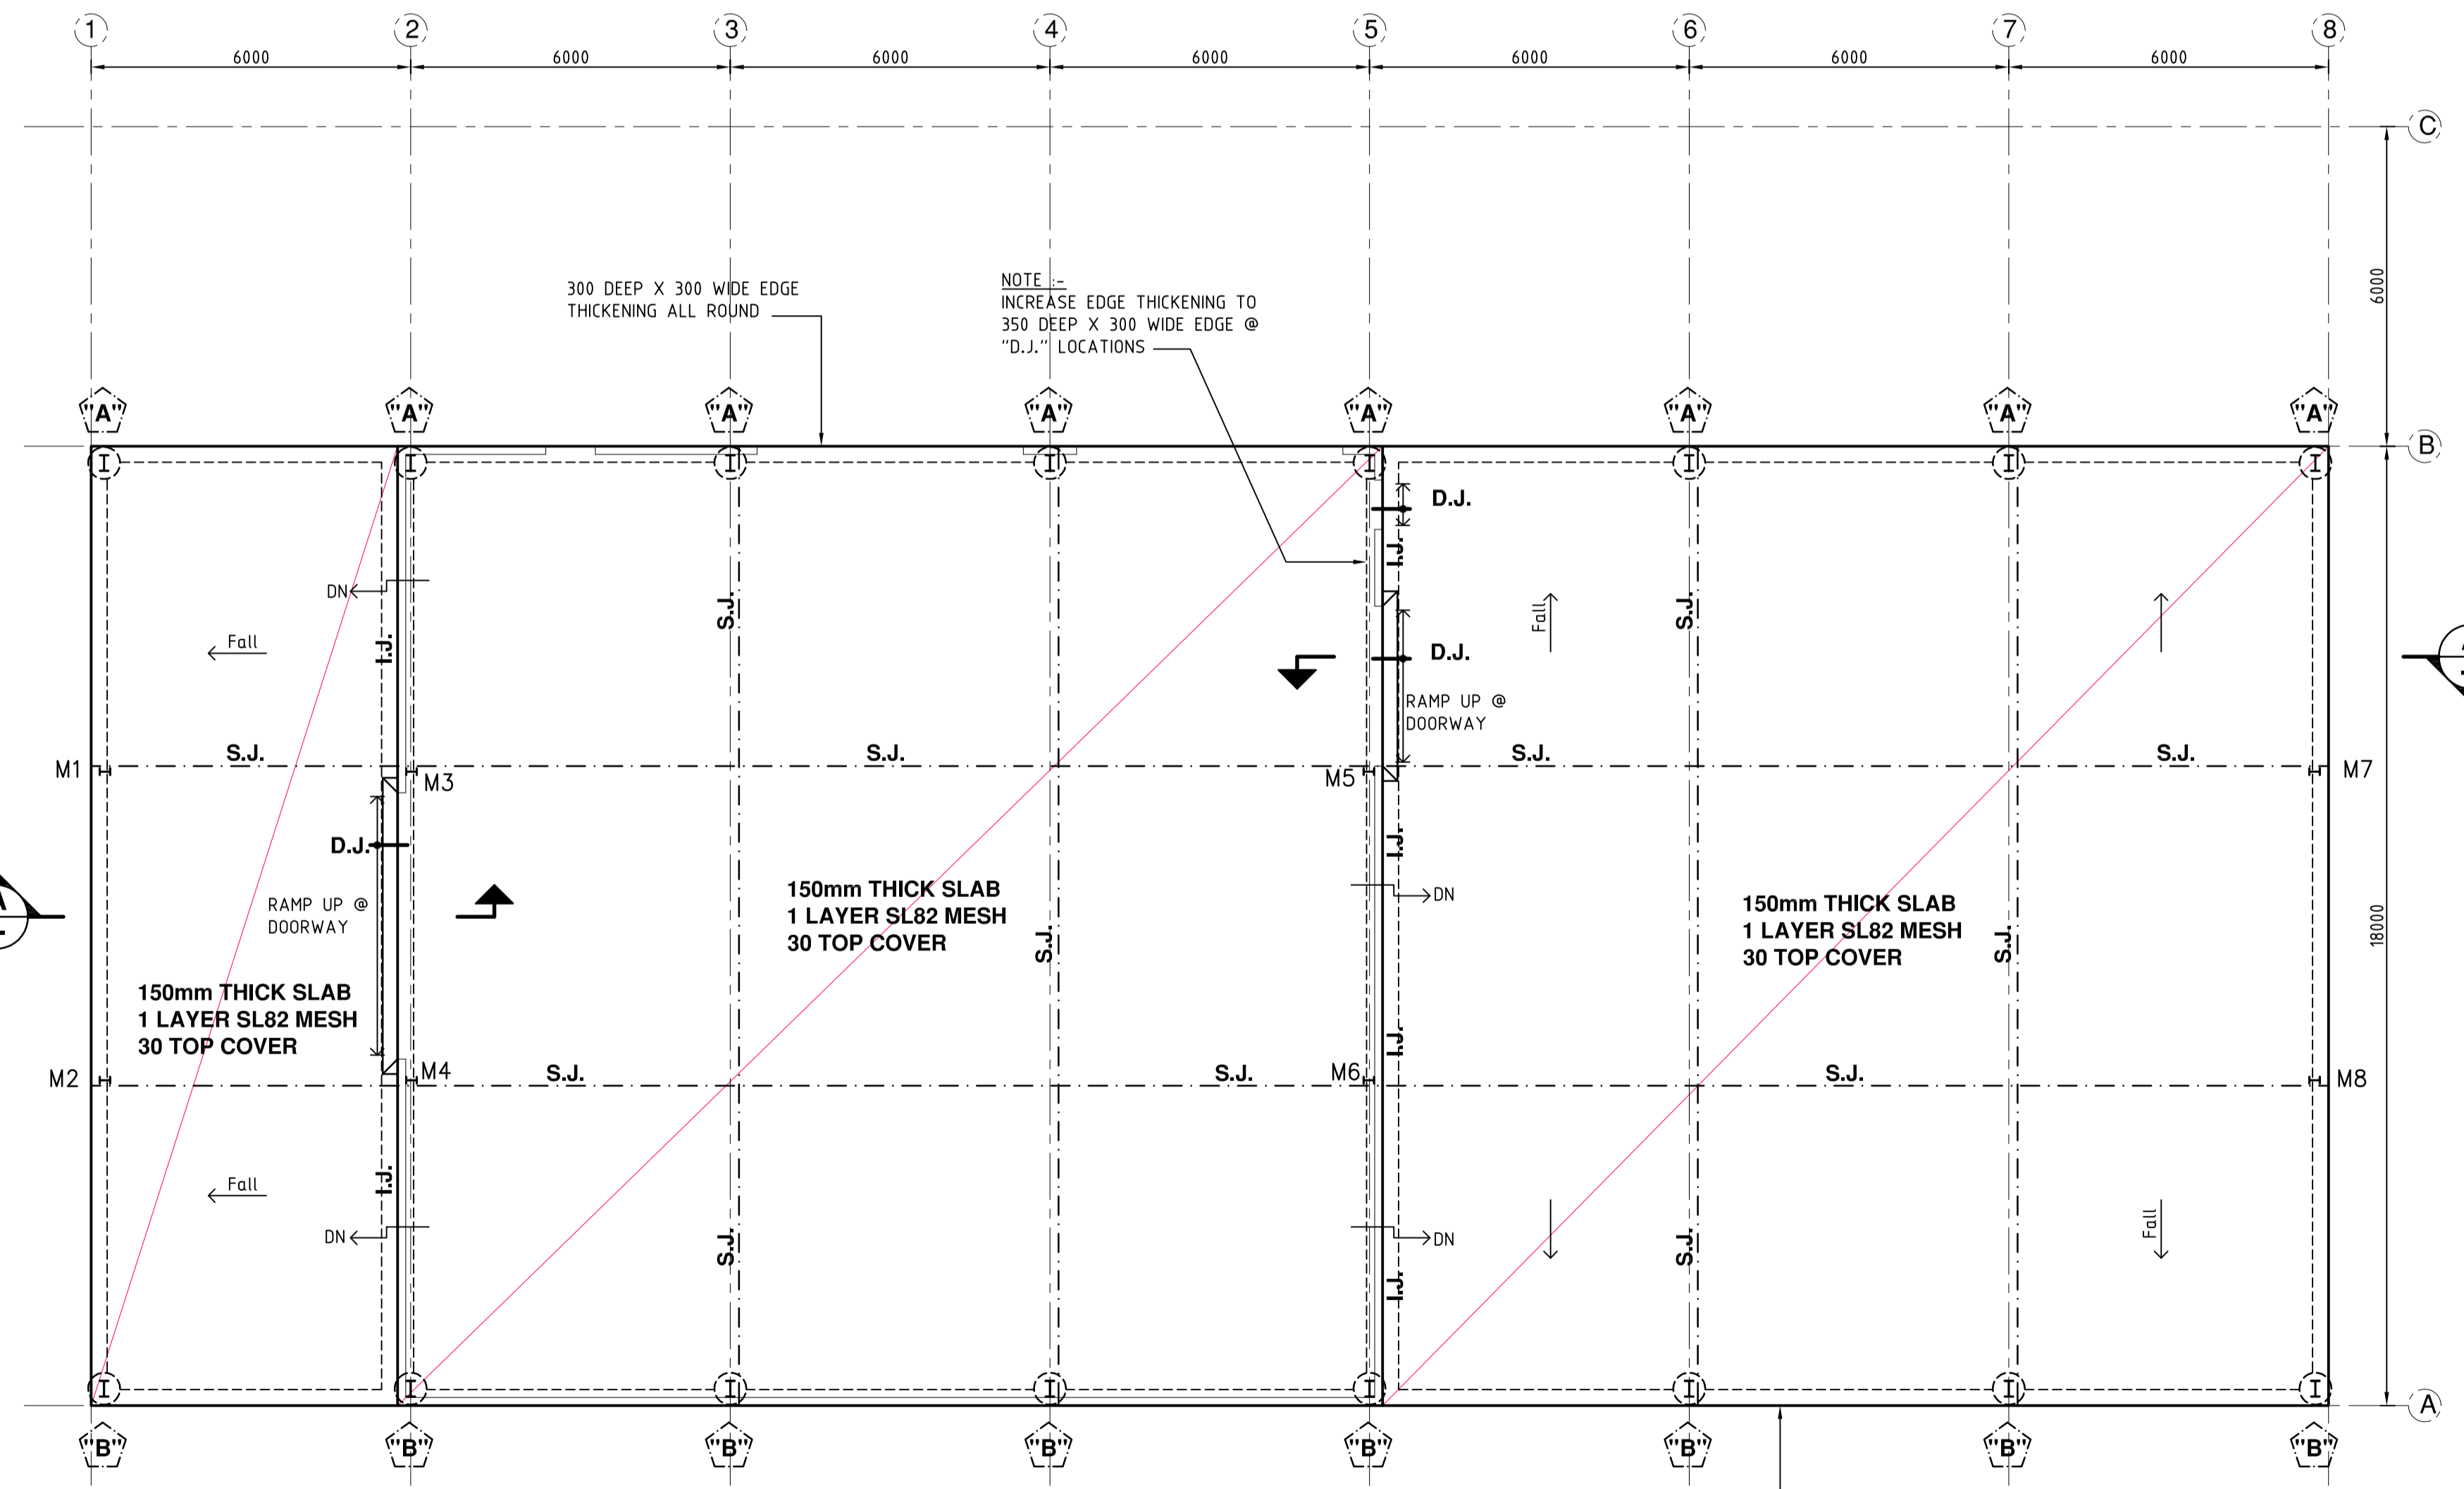 1 2 3 4 5 6 7 8
6000 6000 6000 6000 6000 6000 6000
C
6000
300 DEEP X 300 WIDE EDGE
THICKENING ALL ROUND
NOTE :-
INCREASE EDGE THICKENING TO
350 DEEP X 300 WIDE EDGE @
"D.J." LOCATIONS
"A" "A" "A" "A" "A" "A" "A" "A"
B
I I I I I I I I
D.J.
I.J.
DN
S.J.
S.J.
Fall
Fall
I.J.
D.J.
RAMP UP @
DOORWAY
S.J.
S.J.
S.J.
S.J.
M1
M3
M5
M7
D.J.
I.J.
RAMP UP @
DOORWAY
150mm THICK SLAB
1 LAYER SL82 MESH
30 TOP COVER
150mm THICK SLAB
1 LAYER SL82 MESH
30 TOP COVER
DN
18000
S.J.
S.J.
150mm THICK SLAB
1 LAYER SL82 MESH
30 TOP COVER
I.J.
M2
M4
S.J.
S.J.
M6
S.J.
M8
Fall
I.J.
DN
S.J.
DN
S.J.
Fall
I.J.
I I I I I I I I
A
"B" "B" "B" "B" "B" "B" "B" "B"